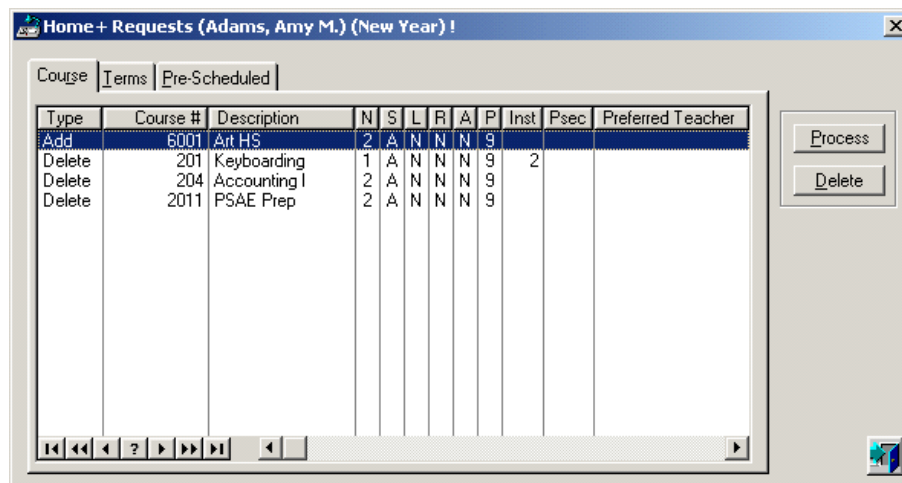 Home+ Requests (Adams, Amy M.) (New Year) !
Course Terms Pre-Scheduled
Type Course # Description N S L R A P Inst Psec Preferred Teacher
Add 6001 Art HS 2 A N N N 9
Delete 201 Keyboarding 1 A N N N 9 2
Delete 204 Accounting I 2 A N N N 9
Delete 2011 PSAE Prep 2 A N N N 9
Process
Delete
?